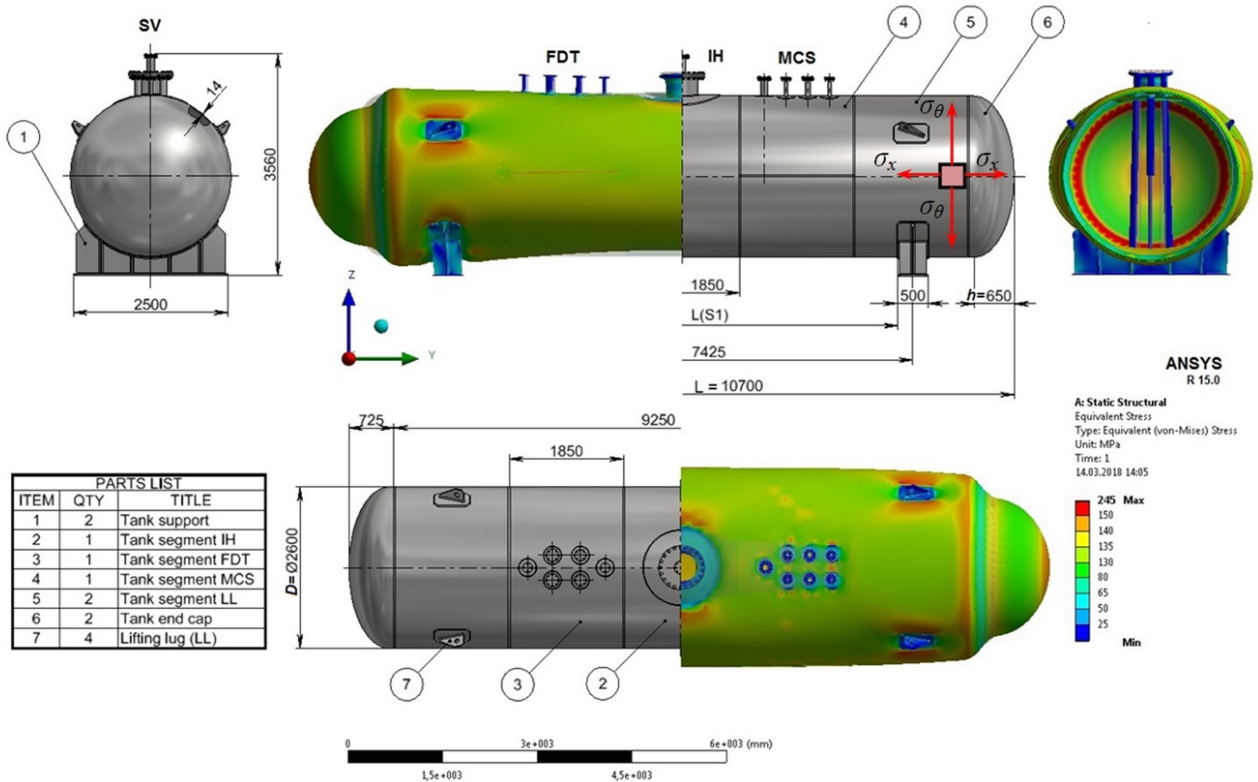 SV
14
1
3560
2500
FDT
IH
MCS
4
5
6
σθ
σx
σx
σθ
1850
500
h=650
L(S1)
7425
L = 10700
Z
Y
ANSYS
R 15.0
A: Static Structural
Equivalent Stress
Type: Equivalent (von-Mises) Stress
Unit: MPa
Time: 1
14.03.2018 14:05
245 Max
150
140
135
130
80
65
50
25
Min
725
9250
1850
D=Ø2600
7
3
2
PARTS LIST
ITEM QTY TITLE
1 2 Tank support
2 1 Tank segment IH
3 1 Tank segment FDT
4 1 Tank segment MCS
5 2 Tank segment LL
6 2 Tank end cap
7 4 Lifting lug (LL)
0 3e+003 6e+003 (mm)
1,5e+003 4,5e+003